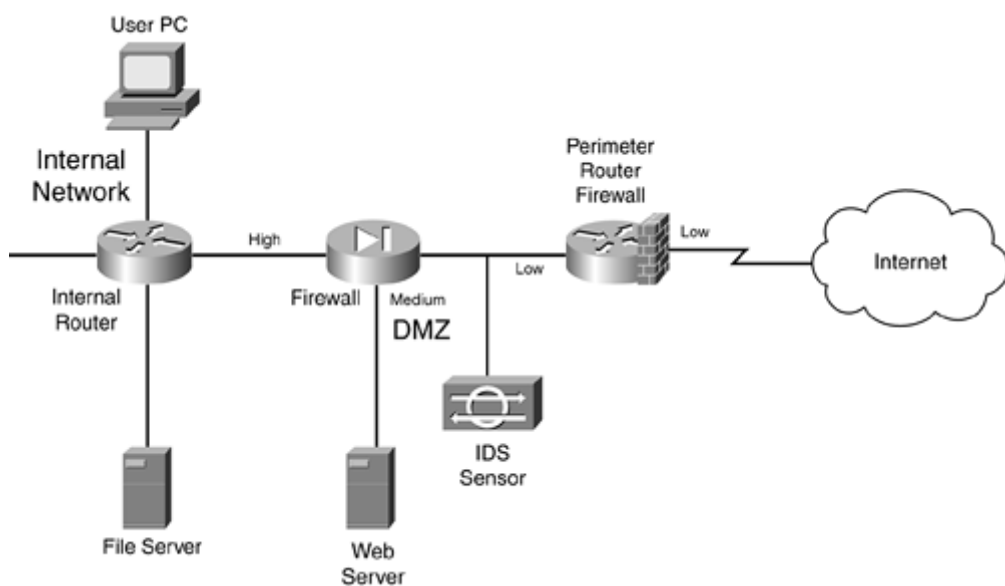 User PC
Internal
Network
Perimeter
Router
Firewall
High
Low
Low
Internet
Internal
Router
Firewall
Medium
DMZ
IDS
Sensor
File Server
Web
Server